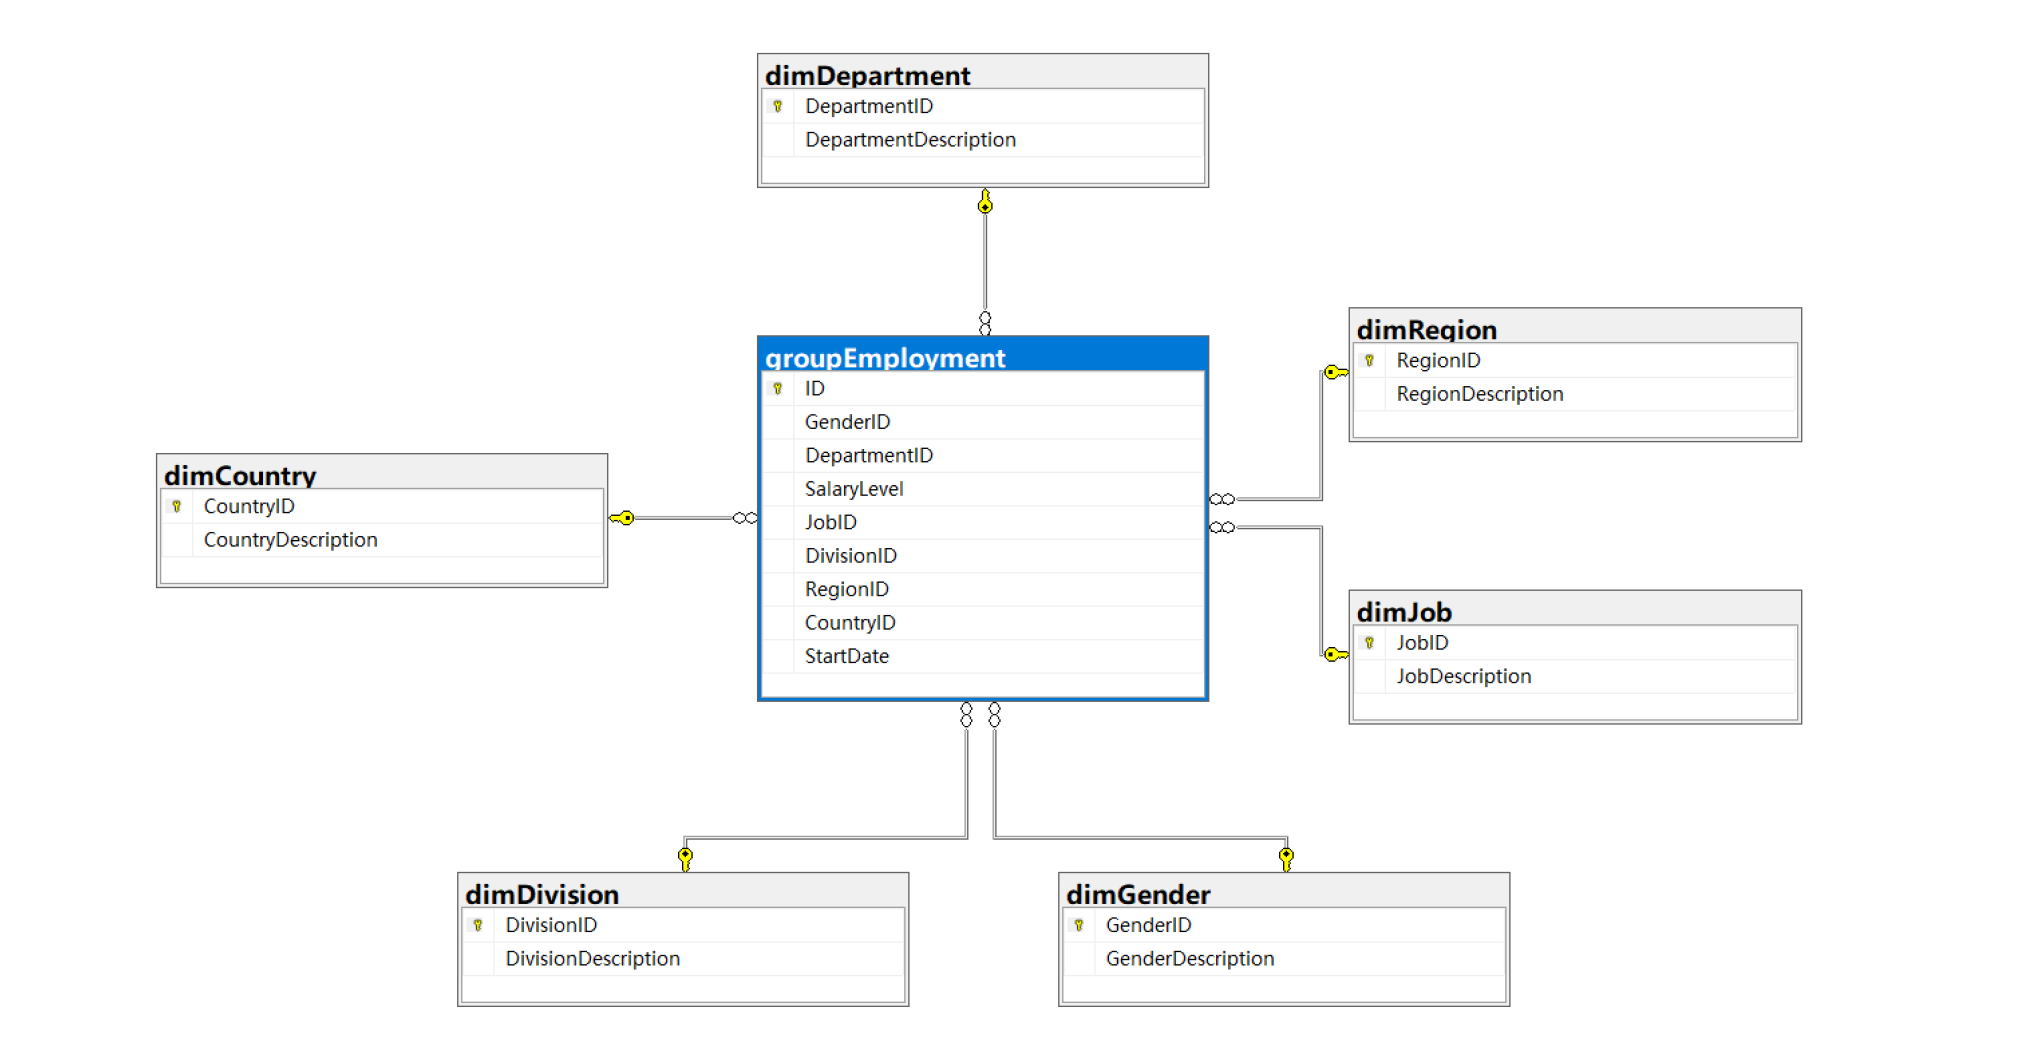 dimDepartment
DepartmentID
DepartmentDescription
groupEmployment
ID
GenderID
DepartmentID
SalaryLevel
JobID
DivisionID
RegionID
CountryID
StartDate
dimRegion
RegionID
RegionDescription
dimCountry
CountryID
CountryDescription
dimJob
JobID
JobDescription
dimDivision
DivisionID
DivisionDescription
dimGender
GenderID
GenderDescription